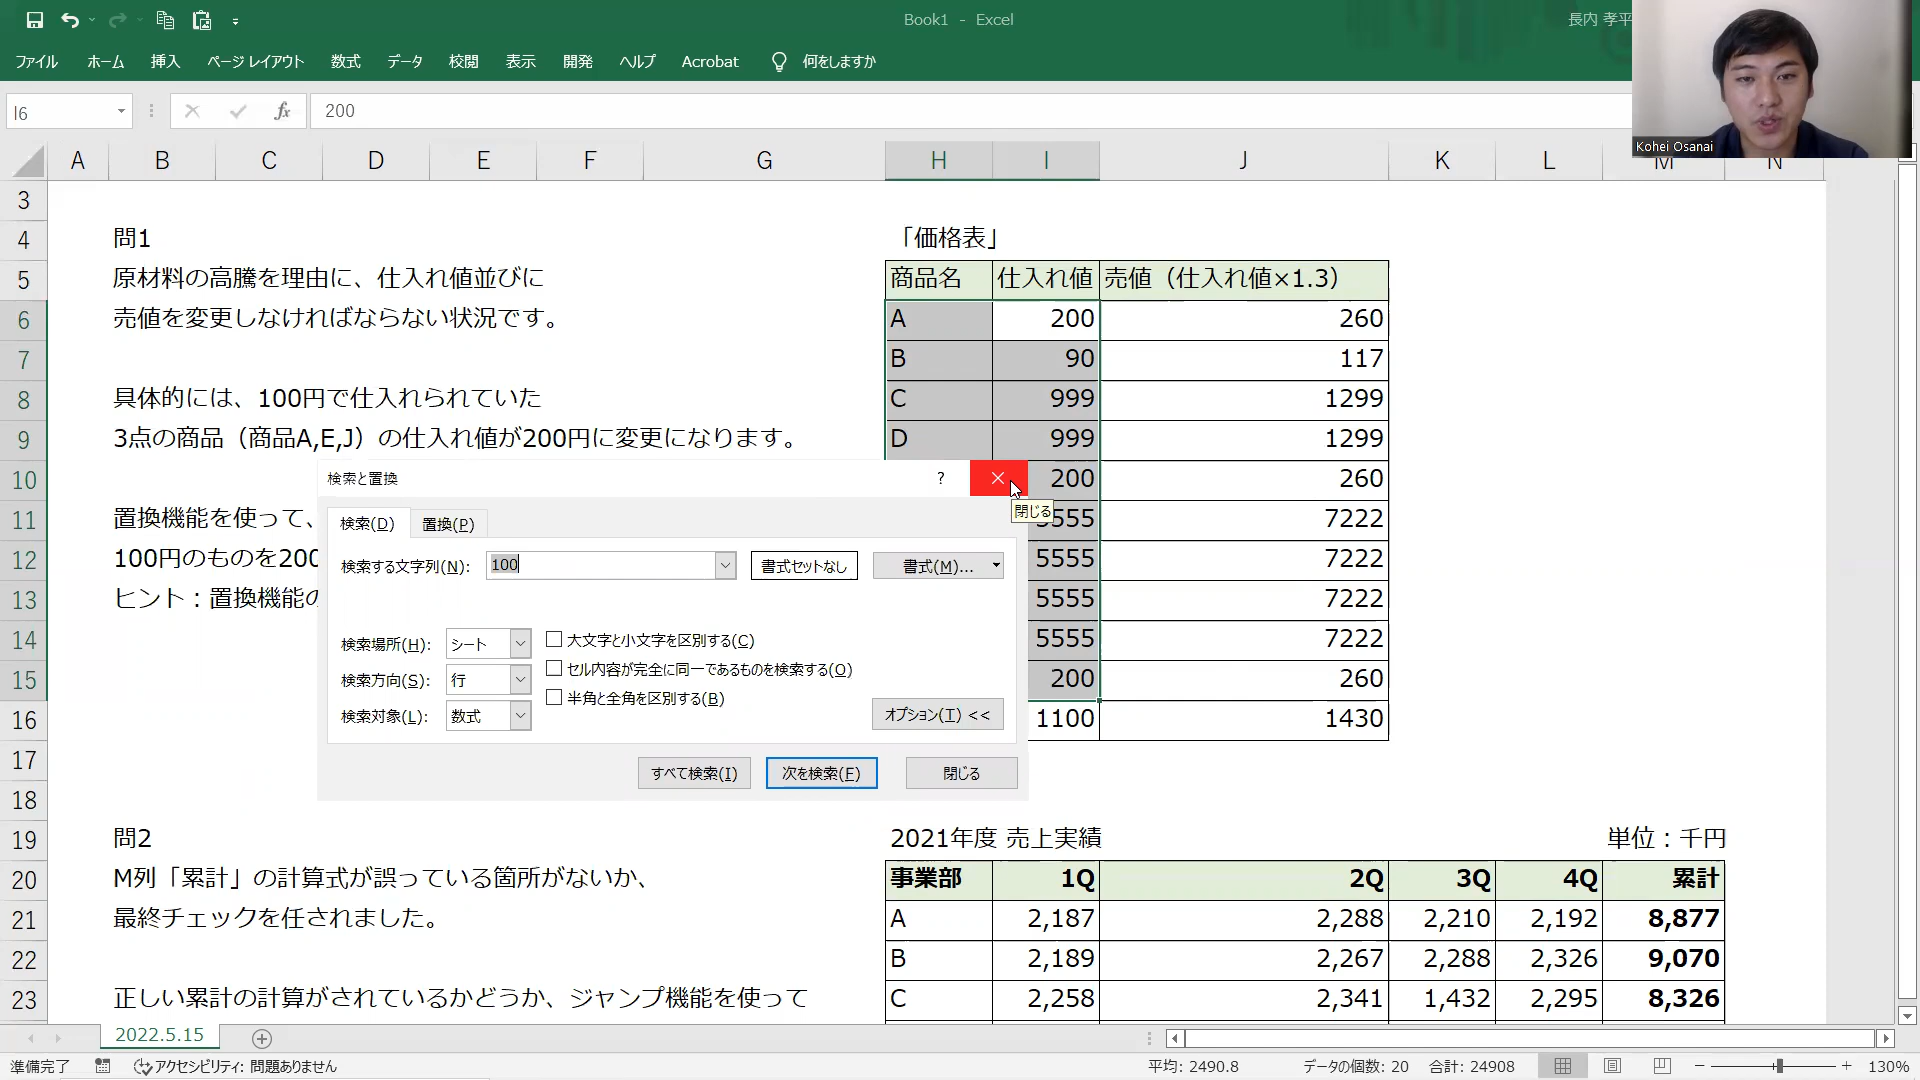 Book1 - Excel
長内 孝平
ファイル ホーム 挿入 ページ レイアウト 数式 データ 校閲 表示 開発 ヘルプ Acrobat 何をしますか
Kohei Osanai
I6 fx 200
A B C D E F G H I J K L M N
3
4 問1 「価格表」
5 原材料の高騰を理由に、仕入れ値並びに 商品名 仕入れ値 売値（仕入れ値×1.3）
6 売値を変更しなければならない状況です。 A 200 260
7 B 90 117
8 具体的には、100円で仕入れられていた C 999 1299
9 3点の商品（商品A,E,J）の仕入れ値が200円に変更になります。 D 999 1299
10 200 260
11 置換機能を使って、 5555 7222
12 100円のものを200 5555 7222
13 ヒント：置換機能の 5555 7222
14 5555 7222
15 200 260
16 1100 1430
17
18
検索と置換 ?
閉じる
検索(D) 置換(P)
検索する文字列(N): 100 書式セットなし 書式(M)...
検索場所(H): シート 大文字と小文字を区別する(C)
検索方向(S): 行 セル内容が完全に同一であるものを検索する(O)
半角と全角を区別する(B)
検索対象(L): 数式 オプション(T) <<
すべて検索(I) 次を検索(F) 閉じる
19 問2 2021年度 売上実績 単位：千円
20 M列「累計」の計算式が誤っている箇所がないか、 事業部 1Q 2Q 3Q 4Q 累計
21 最終チェックを任されました。 A 2,187 2,288 2,210 2,192 8,877
22 B 2,189 2,267 2,288 2,326 9,070
23 正しい累計の計算がされているかどうか、ジャンプ機能を使って C 2,258 2,341 1,432 2,295 8,326
2022.5.15
準備完了 アクセシビリティ: 問題ありません 平均: 2490.8 データの個数: 20 合計: 24908 130%